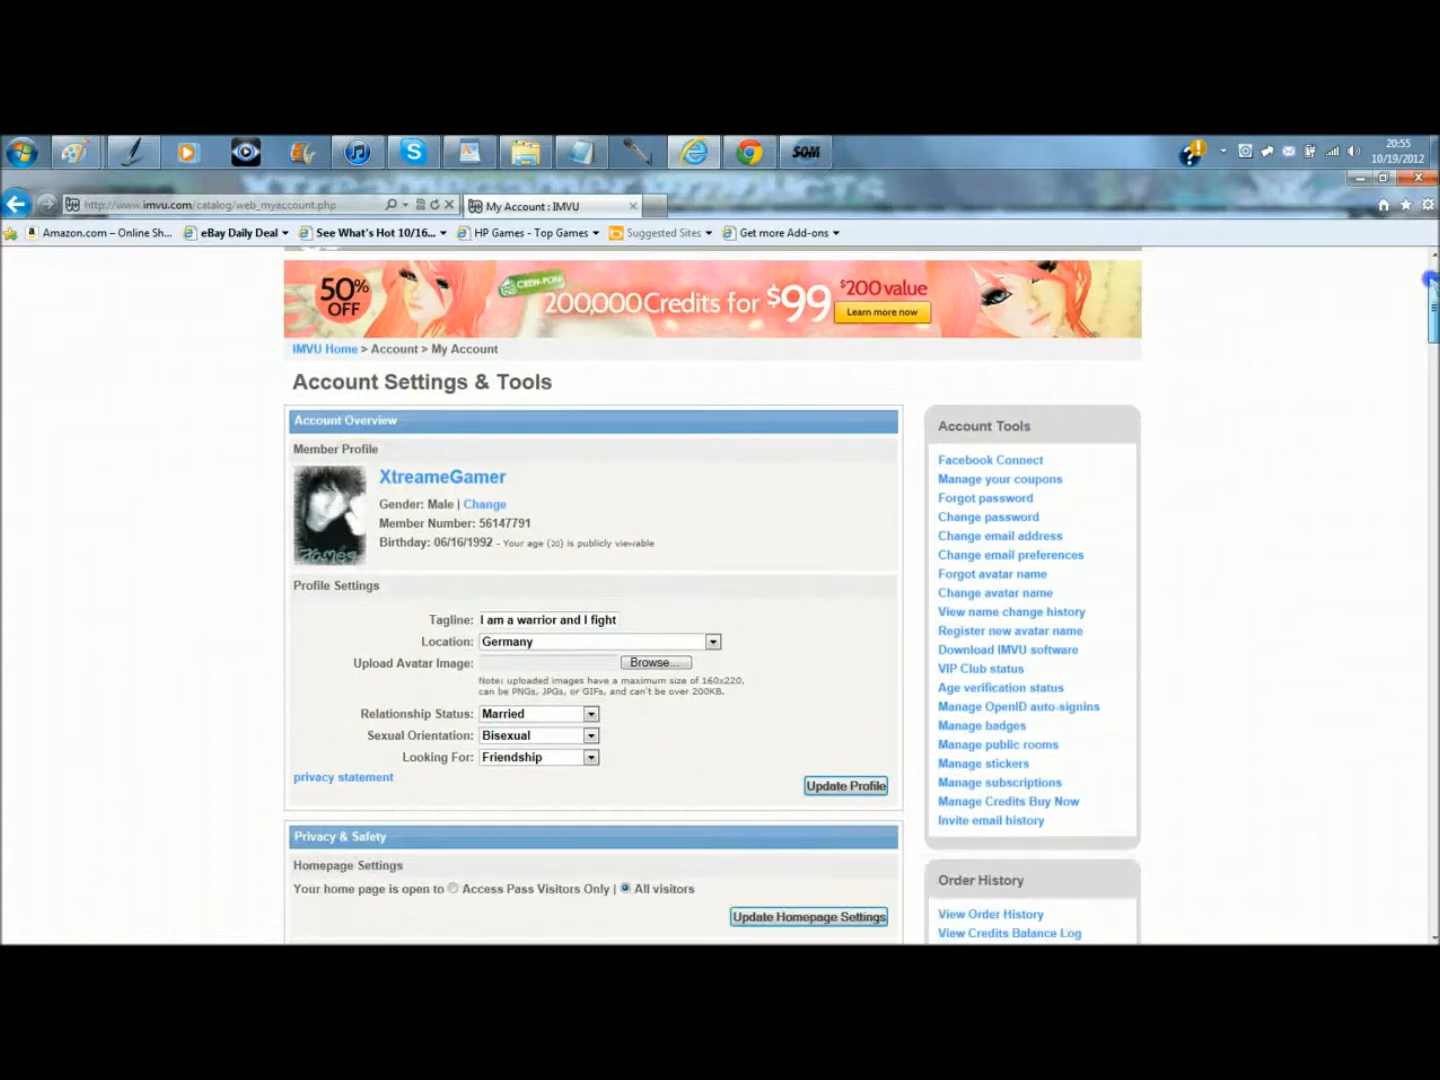 SOM
20:55
10/19/2012
XTREAMEGAMER PRODUCTS
http://www.imvu.com/catalog/web_myaccount.php
My Account : IMVU
Amazon.com – Online Sh...
eBay Daily Deal
See What's Hot 10/16...
HP Games - Top Games
Suggested Sites
Get more Add-ons
50% OFF
200,000 Credits for $99
$200 value
Learn more now
IMVU Home > Account > My Account
Account Settings & Tools
Account Overview
Member Profile
XtreameGamer
Gender: Male | Change
Member Number: 56147791
Birthday: 06/16/1992 - Your age (20) is publicly viewable
James
Profile Settings
Tagline: I am a warrior and I fight
Location: Germany
Upload Avatar Image: Browse...
Note: uploaded images have a maximum size of 160x220,
can be PNGs, JPGs, or GIFs, and can't be over 200KB.
Relationship Status: Married
Sexual Orientation: Bisexual
Looking For: Friendship
privacy statement
Update Profile
Privacy & Safety
Homepage Settings
Your home page is open to Access Pass Visitors Only | All visitors
Update Homepage Settings
Account Tools
Facebook Connect
Manage your coupons
Forgot password
Change password
Change email address
Change email preferences
Forgot avatar name
Change avatar name
View name change history
Register new avatar name
Download IMVU software
VIP Club status
Age verification status
Manage OpenID auto-signins
Manage badges
Manage public rooms
Manage stickers
Manage subscriptions
Manage Credits Buy Now
Invite email history
Order History
View Order History
View Credits Balance Log